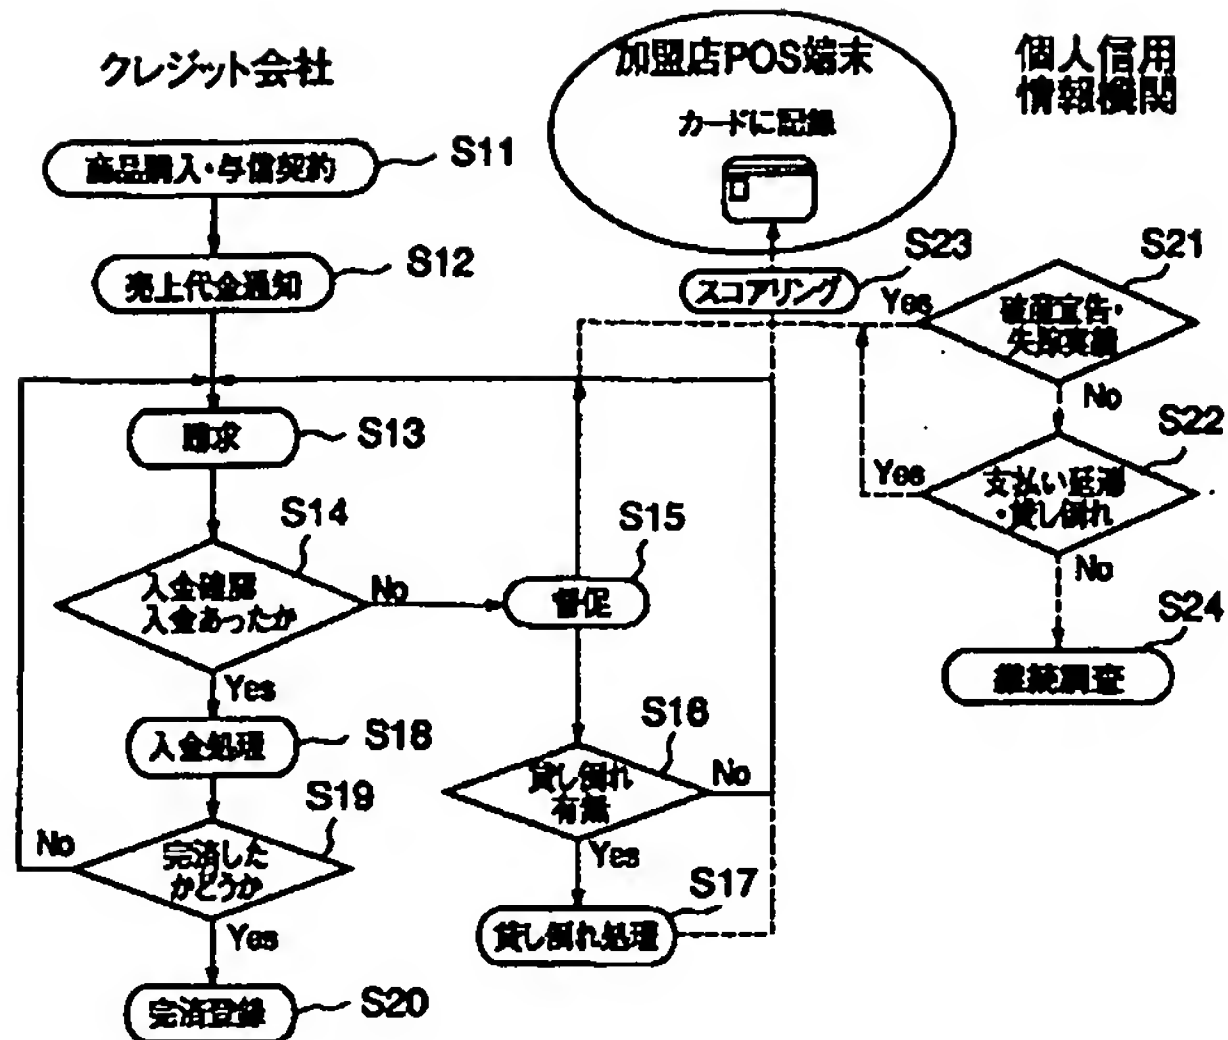 クレジット会社
加盟店POS端末
カードに記録
個人信用
情報機関
商品購入・与信契約
S11
売上代金通知
S12
スコアリング
S23
S21
Yes
破産宣告・
失踪実績
No
請求
S13
S22
Yes
支払い延滞
・貸し倒れ
No
S14
入金確認
入金あったか
No
Yes
S15
督促
S24
継続調査
入金処理
S18
S16
貸し倒れ
有無
No
Yes
S19
No
完済した
かどうか
Yes
S17
貸し倒れ処理
完済登録
S20